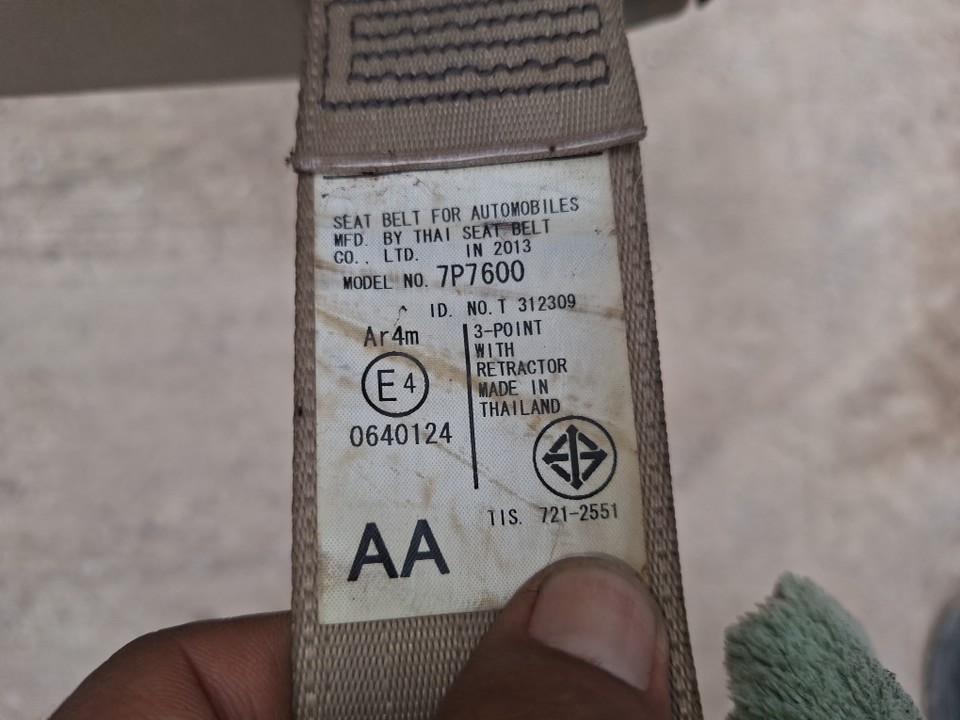 SEAT BELT FOR AUTOMOBILES
MFD. BY THAI SEAT BELT
CO., LTD. IN 2013
MODEL NO. 7P7600
ID. NO. T 312309
Ar4m
E4
0640124
3-POINT
WITH
RETRACTOR
MADE IN
THAILAND
TIS. 721-2551
AA